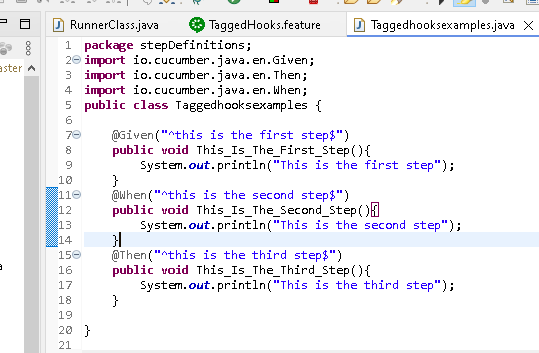 RunnerClass.java
TaggedHooks.feature
Taggedhooksexamples.java
1 package stepDefinitions;
2 import io.cucumber.java.en.Given;
3 import io.cucumber.java.en.Then;
4 import io.cucumber.java.en.When;
5 public class Taggedhooksexamples {
6
7 @Given("^this is the first step$")
8 public void This_Is_The_First_Step(){
9 System.out.println("This is the first step");
10 }
11 @When("^this is the second step$")
12 public void This_Is_The_Second_Step(){
13 System.out.println("This is the second step");
14 }
15 @Then("^this is the third step$")
16 public void This_Is_The_Third_Step(){
17 System.out.println("This is the third step");
18 }
19
20 }
21
aster
a